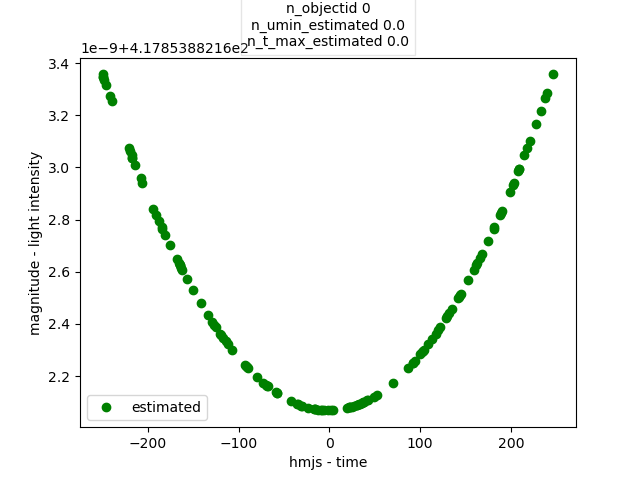 n_objectid 0
n_umin_estimated 0.0
n_t_max_estimated 0.0
1e−9+4.1785388216e2
3.4
3.2
3.0
2.8
2.6
2.4
2.2
magnitude - light intensity
estimated
−200
−100
0
100
200
hmjs - time